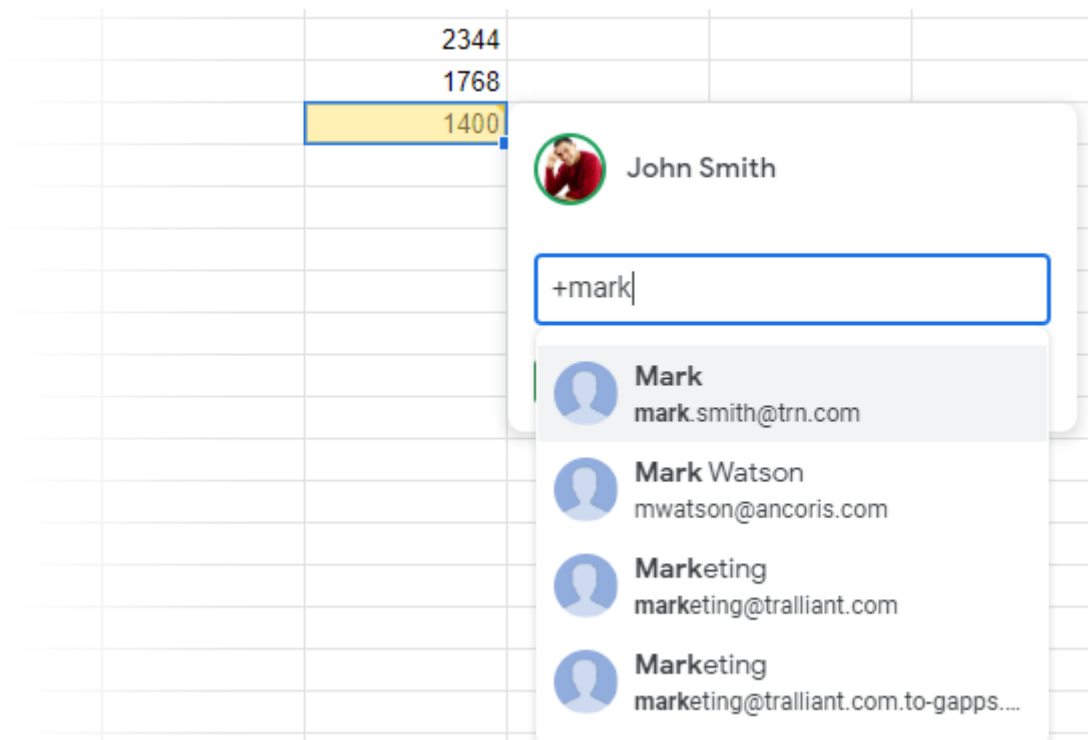 2344
1768
1400
John Smith
+mark
Mark
mark.smith@trn.com
Mark Watson
mwatson@ancoris.com
Marketing
marketing@tralliant.com
Marketing
marketing@tralliant.com.to-gapps....